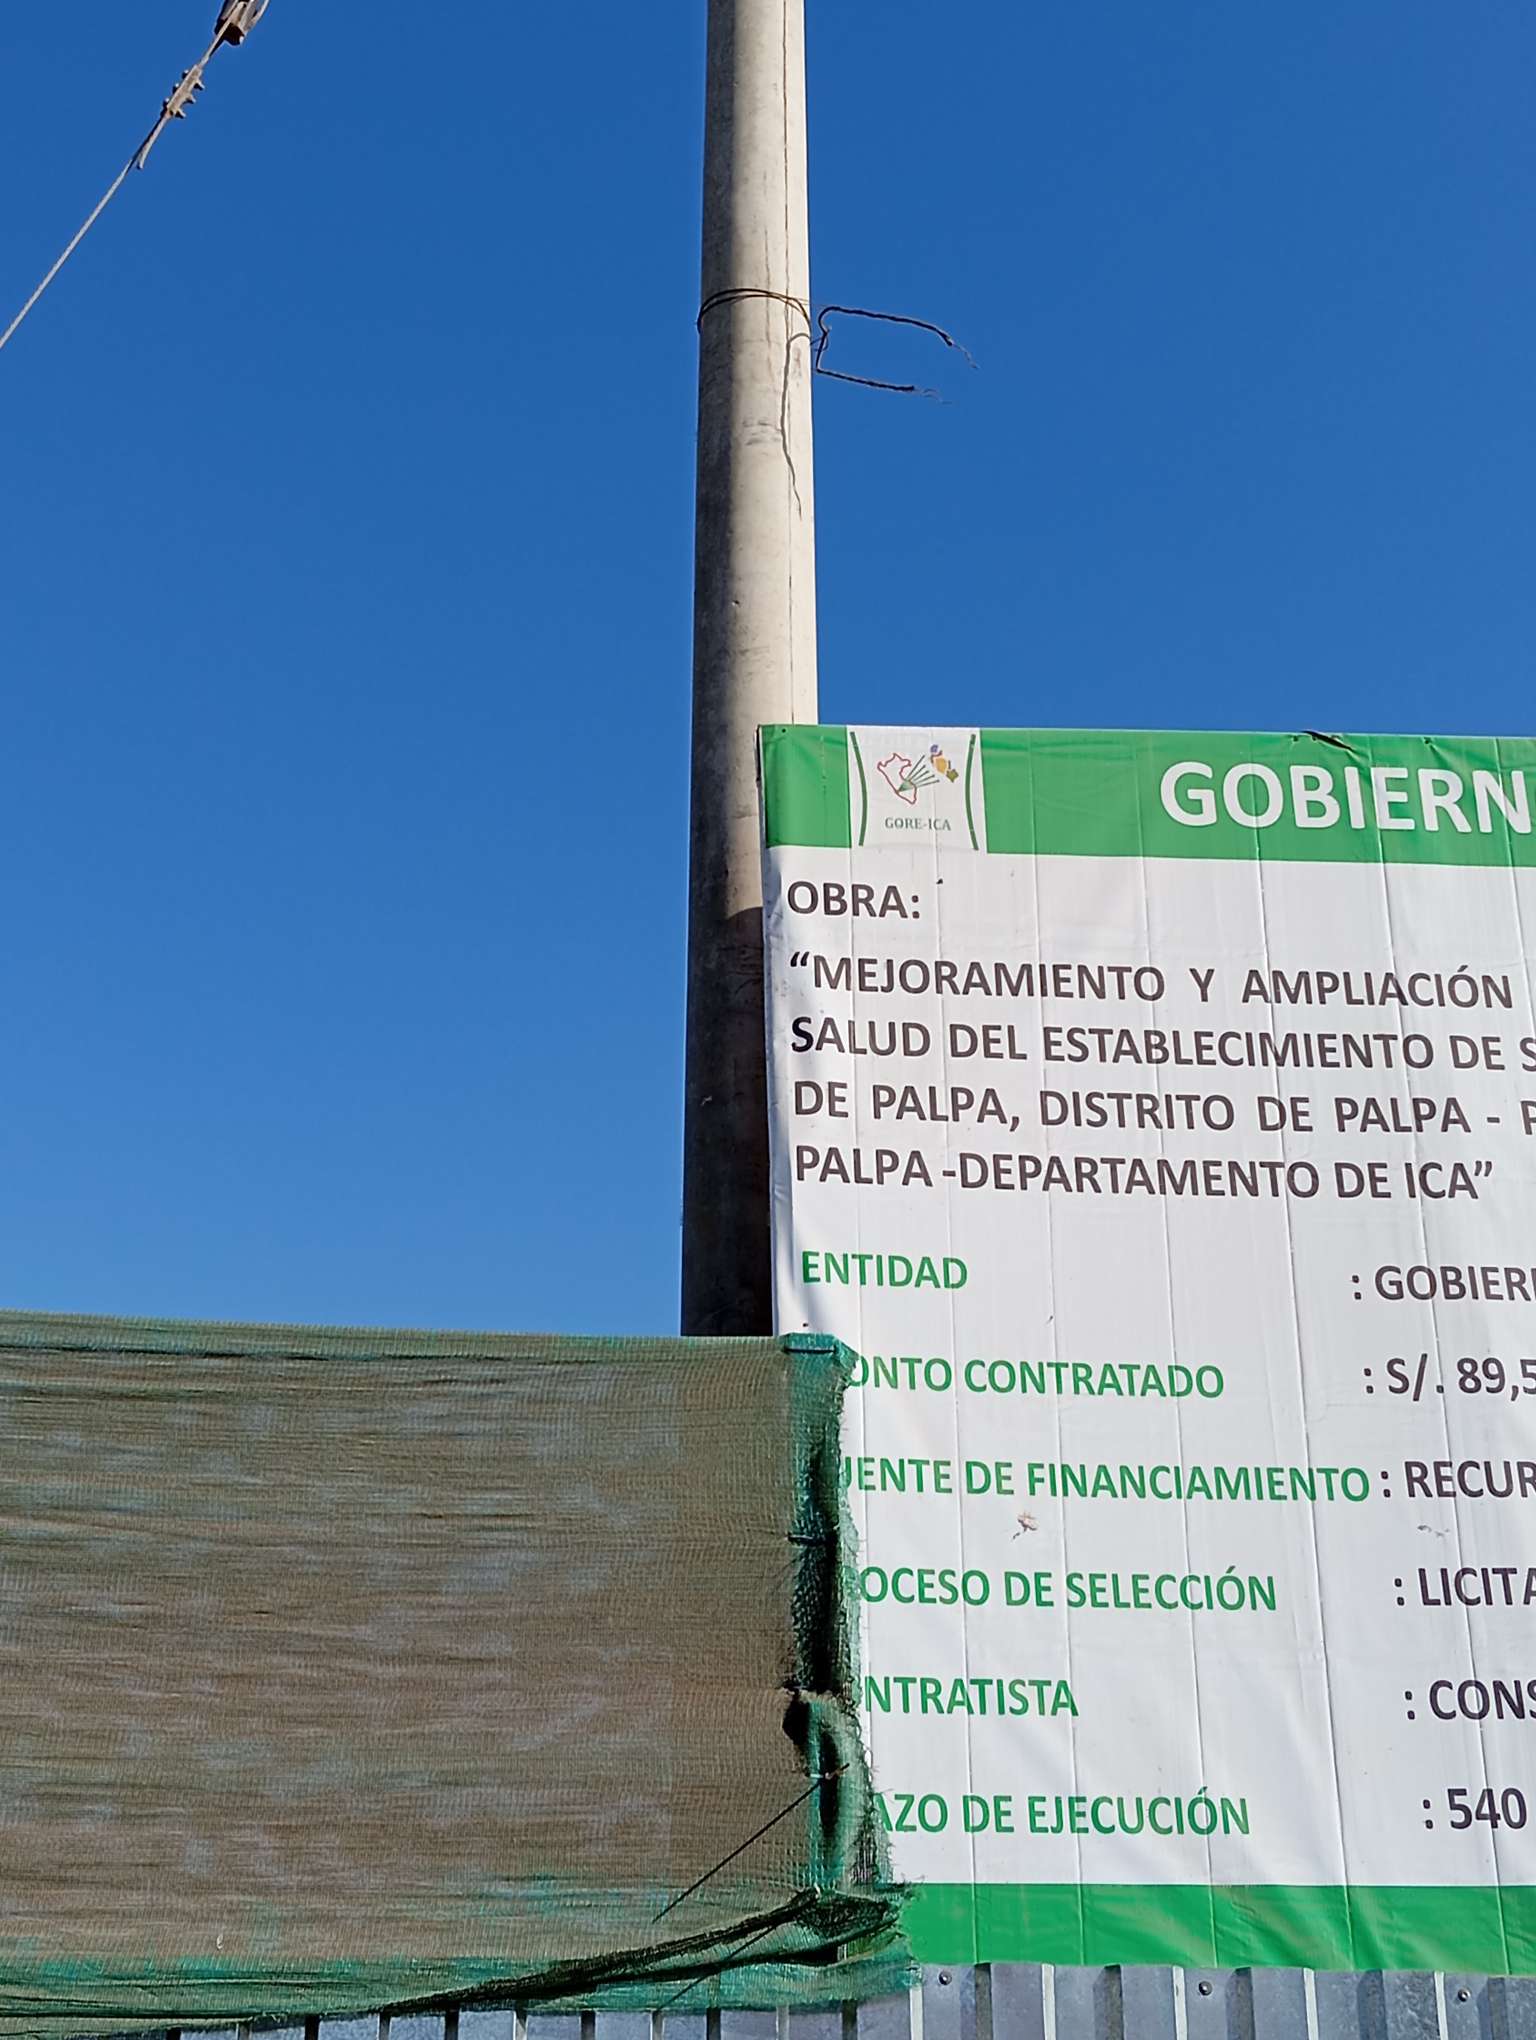 GORE-ICA
GOBIERN
OBRA:
“MEJORAMIENTO Y AMPLIACIÓN
SALUD DEL ESTABLECIMIENTO DE S
DE PALPA, DISTRITO DE PALPA - P
PALPA -DEPARTAMENTO DE ICA”
ENTIDAD : GOBIER
ONTO CONTRATADO : S/. 89,5
UENTE DE FINANCIAMIENTO : RECUR
OCESO DE SELECCIÓN : LICITA
NTRATISTA : CONS
AZO DE EJECUCIÓN : 540